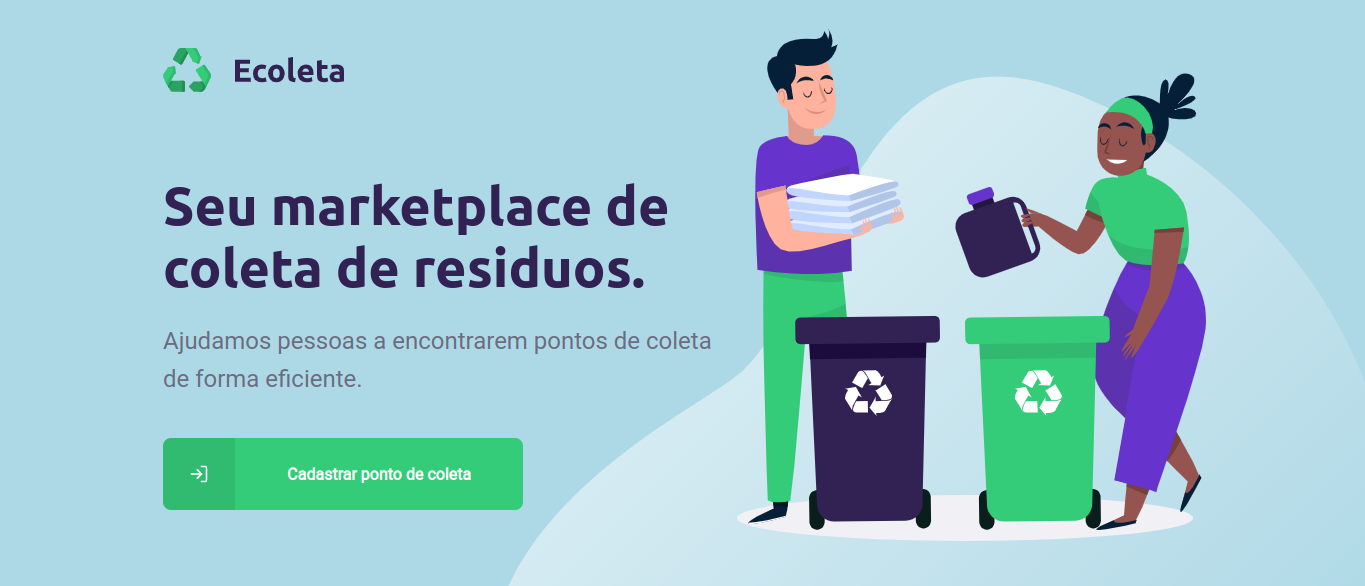 Ecoleta
Seu marketplace de
coleta de resíduos.
Ajudamos pessoas a encontrarem pontos de coleta
de forma eficiente.
Cadastrar ponto de coleta